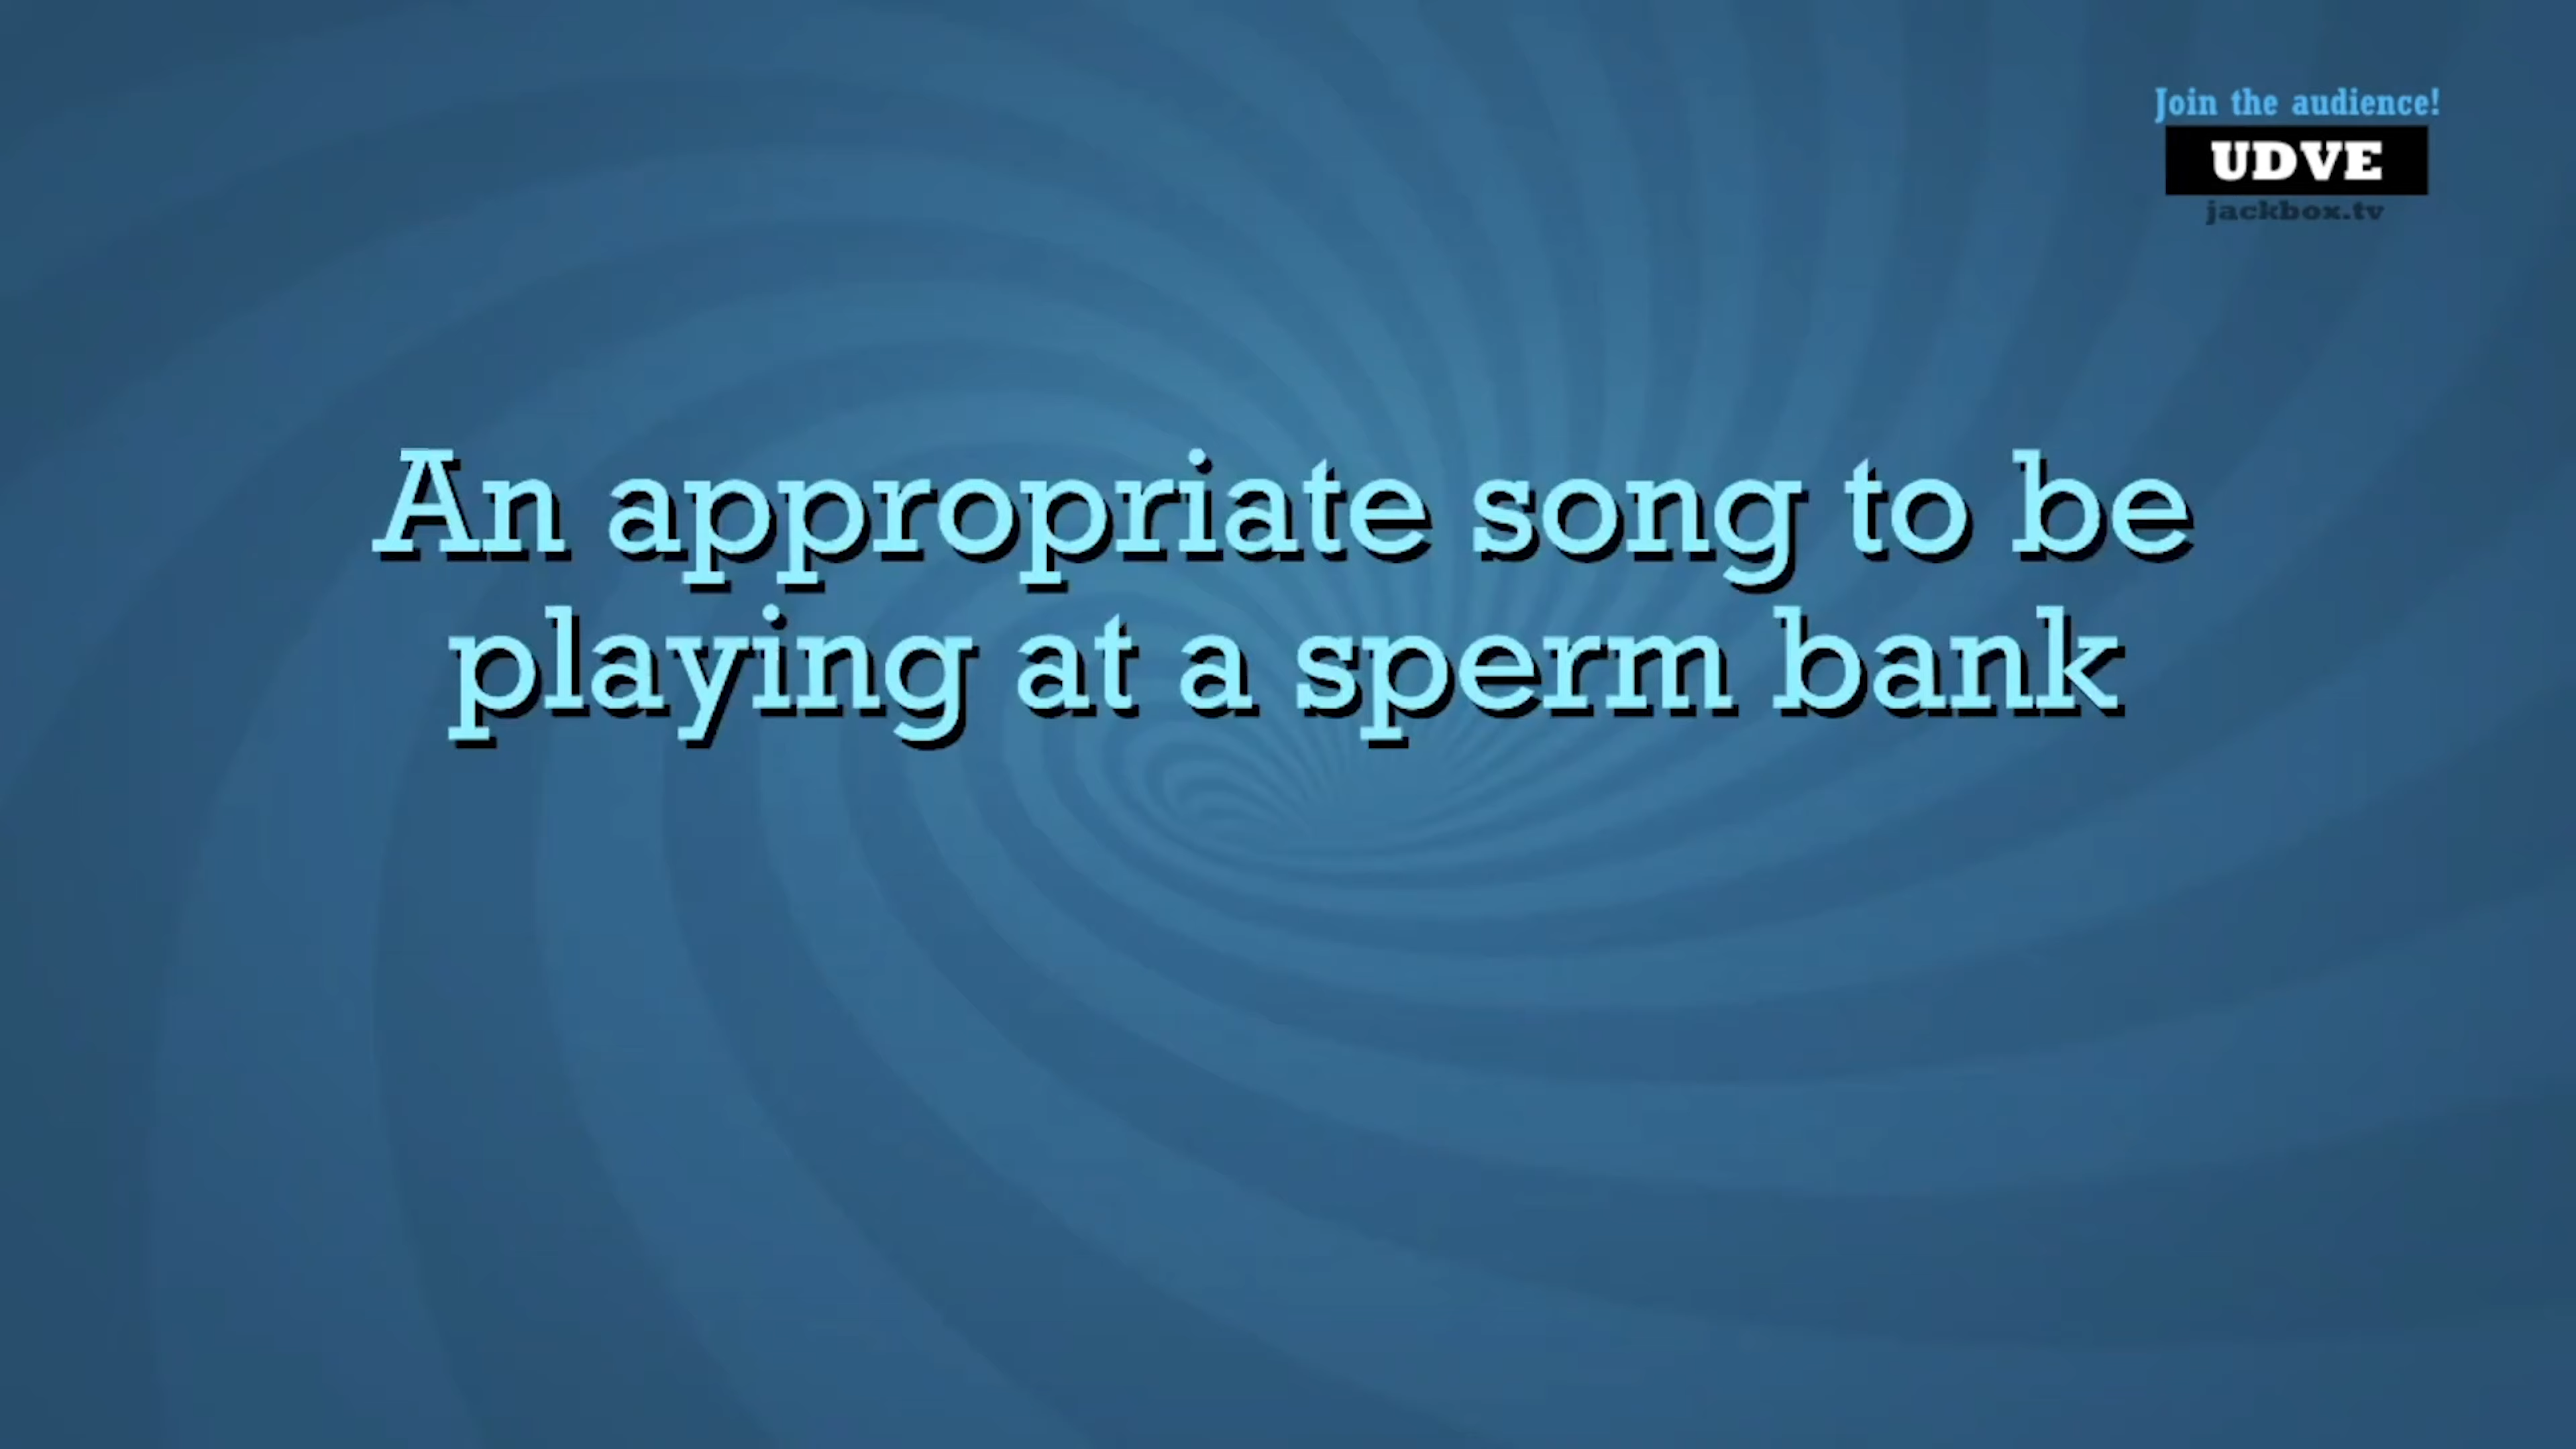 Join the audience!
UDVE
jackbox.tv
An appropriate song to be
playing at a sperm bank